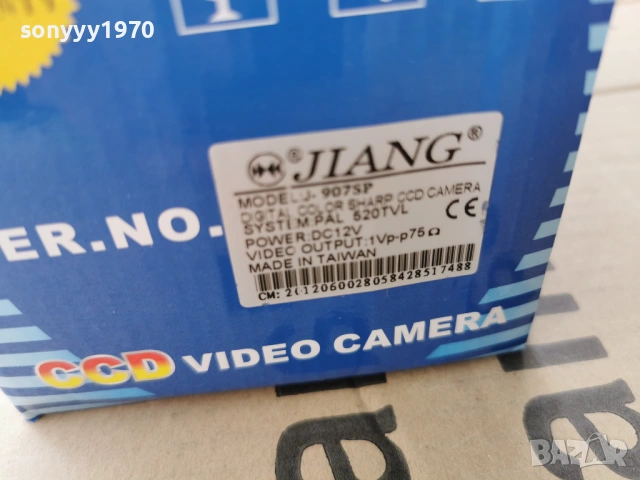 sonyyy1970
® JIANG ®
MODEL:J- 907SP
DIGITAL COLOR SHARP CCD CAMERA
SYSTEM:PAL 520TVL
POWER:DC12V
VIDEO OUTPUT:1Vp-p75Ω
MADE IN TAIWAN
CE
ER.NO.
CM: 2012060028058428517488
CCD VIDEO CAMERA
BAZAR